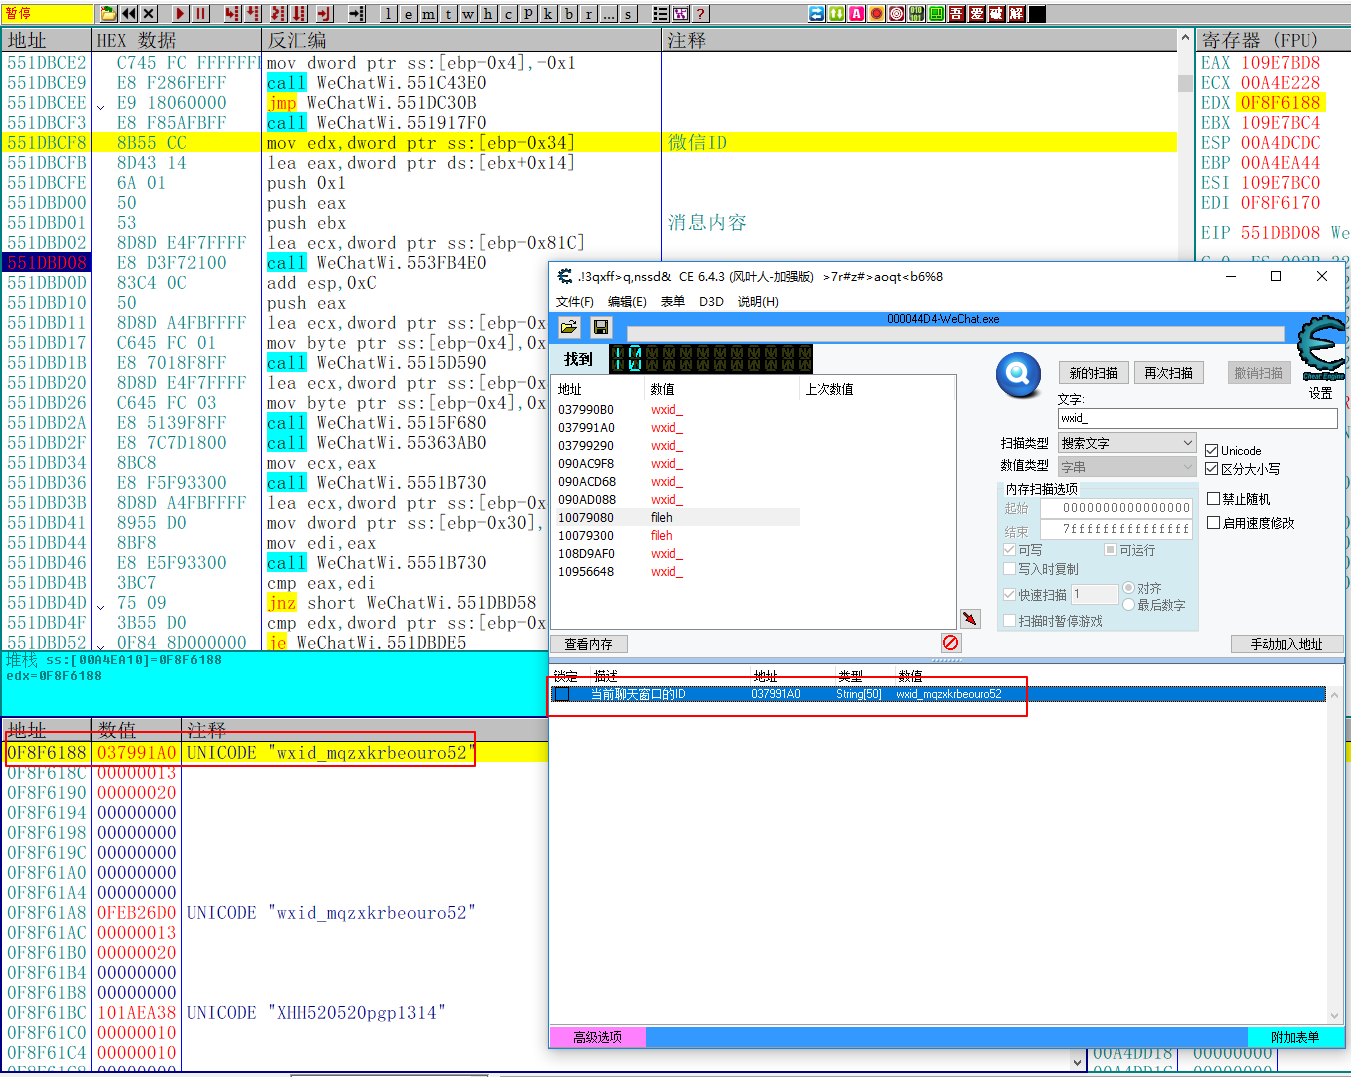 暂停
l e m t w h c p k b r ... s ?
吾 爱 破 解
地址 HEX 数据 反汇编 注释
551DBCE2 C745 FC FFFFFFF mov dword ptr ss:[ebp-0x4],-0x1
551DBCE9 E8 F286FEFF call WeChatWi.551C43E0
551DBCEE E9 18060000 jmp WeChatWi.551DC30B
551DBCF3 E8 F85AFBFF call WeChatWi.551917F0
551DBCF8 8B55 CC mov edx,dword ptr ss:[ebp-0x34] 微信ID
551DBCFB 8D43 14 lea eax,dword ptr ds:[ebx+0x14]
551DBCFE 6A 01 push 0x1
551DBD00 50 push eax
551DBD01 53 push ebx 消息内容
551DBD02 8D8D E4F7FFFF lea ecx,dword ptr ss:[ebp-0x81C]
551DBD08 E8 D3F72100 call WeChatWi.553FB4E0
551DBD0D 83C4 0C add esp,0xC
551DBD10 50 push eax
551DBD11 8D8D A4FBFFFF lea ecx,dword ptr ss:[ebp-0x
551DBD17 C645 FC 01 mov byte ptr ss:[ebp-0x4],0x
551DBD1B E8 7018F8FF call WeChatWi.5515D590
551DBD20 8D8D E4F7FFFF lea ecx,dword ptr ss:[ebp-0x
551DBD26 C645 FC 03 mov byte ptr ss:[ebp-0x4],0x
551DBD2A E8 5139F8FF call WeChatWi.5515F680
551DBD2F E8 7C7D1800 call WeChatWi.55363AB0
551DBD34 8BC8 mov ecx,eax
551DBD36 E8 F5F93300 call WeChatWi.5551B730
551DBD3B 8D8D A4FBFFFF lea ecx,dword ptr ss:[ebp-0x
551DBD41 8955 D0 mov dword ptr ss:[ebp-0x30],
551DBD44 8BF8 mov edi,eax
551DBD46 E8 E5F93300 call WeChatWi.5551B730
551DBD4B 3BC7 cmp eax,edi
551DBD4D 75 09 jnz short WeChatWi.551DBD58
551DBD4F 3B55 D0 cmp edx,dword ptr ss:[ebp-0x
551DBD52 0F84 8D000000 je WeChatWi.551DBDE5
寄存器 (FPU)
EAX 109E7BD8
ECX 00A4E228
EDX 0F8F6188
EBX 109E7BC4
ESP 00A4DCDC
EBP 00A4EA44
ESI 109E7BC0
EDI 0F8F6170
EIP 551DBD08 We
堆栈 ss:[00A4EA10]=0F8F6188
edx=0F8F6188
地址 数值 注释
0F8F6188 037991A0 UNICODE "wxid_mqzxkrbeouro52"
0F8F618C 00000013
0F8F6190 00000020
0F8F6194 00000000
0F8F6198 00000000
0F8F619C 00000000
0F8F61A0 00000000
0F8F61A4 00000000
0F8F61A8 0FEB26D0 UNICODE "wxid_mqzxkrbeouro52"
0F8F61AC 00000013
0F8F61B0 00000020
0F8F61B4 00000000
0F8F61B8 00000000
0F8F61BC 101AEA38 UNICODE "XHH520520pgp1314"
0F8F61C0 00000010
0F8F61C4 00000010
0F8F61C8 00000000
00A4DD18 00000000
.!3qxff>q,nssd& CE 6.4.3 (风叶人-加强版) >7r#z#>aoqt<b6%8
文件(F) 编辑(E) 表单 D3D 说明(H)
000044D4-WeChat.exe
找到 10
地址 数值 上次数值
037990B0 wxid_
037991A0 wxid_
03799290 wxid_
090AC9F8 wxid_
090ACD68 wxid_
090AD088 wxid_
10079080 fileh
10079300 fileh
108D9AF0 wxid_
10956648 wxid_
新的扫描 再次扫描 撤销扫描
Cheat Engine
设置
文字:
wxid_
扫描类型 搜索文字
数值类型 字串
Unicode
区分大小写
内存扫描选项
起始 0000000000000000
结束 7fffffffffffffff
可写 可运行
写入时复制
快速扫描 1 对齐
最后数字
扫描时暂停游戏
禁止随机
启用速度修改
查看内存 手动加入地址
锁定 描述 地址 类型 数值
当前聊天窗口的ID 037991A0 String[50] wxid_mqzxkrbeouro52
高级选项 附加表单